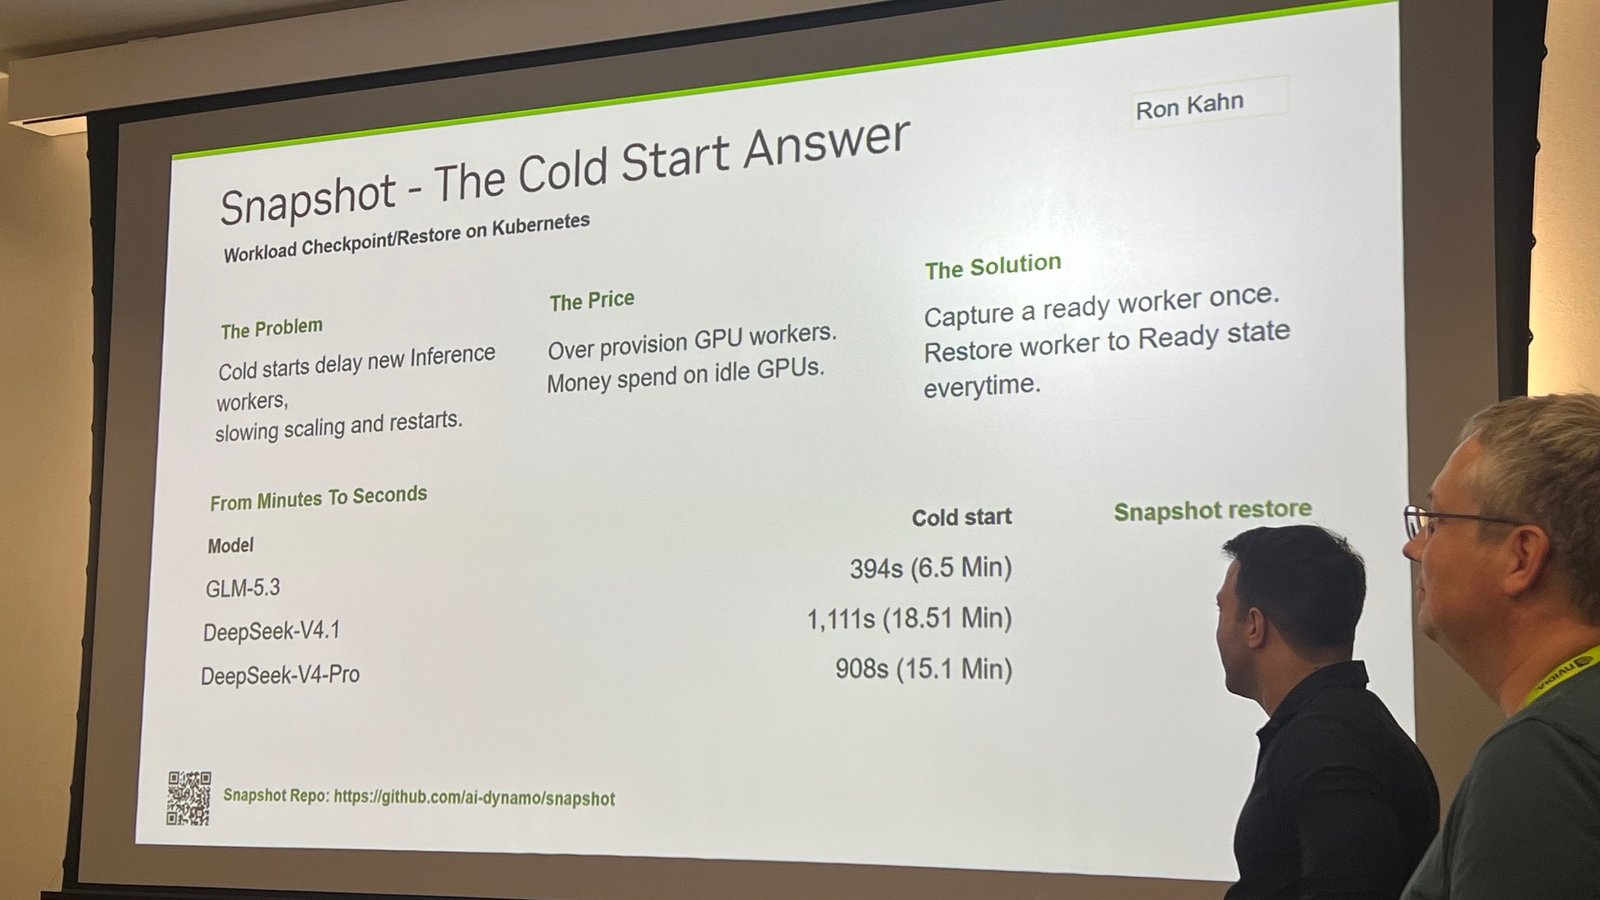 Ron Kahn
Snapshot - The Cold Start Answer
Workload Checkpoint/Restore on Kubernetes
The Problem
Cold starts delay new Inference
workers,
slowing scaling and restarts.
The Price
Over provision GPU workers.
Money spend on idle GPUs.
The Solution
Capture a ready worker once.
Restore worker to Ready state
everytime.
From Minutes To Seconds
Model
Cold start
Snapshot restore
GLM-5.3
394s (6.5 Min)
DeepSeek-V4.1
1,111s (18.51 Min)
DeepSeek-V4-Pro
908s (15.1 Min)
Snapshot Repo: https://github.com/ai-dynamo/snapshot
NVIDIA